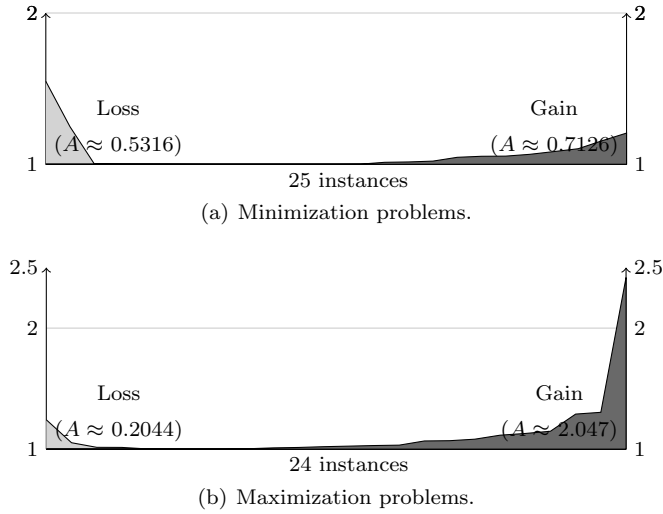 2 2
Loss Gain
(A ≈ 0.5316) (A ≈ 0.7126)
1 1
25 instances
(a) Minimization problems.
2.5 2.5
2 2
Loss Gain
(A ≈ 0.2044) (A ≈ 2.047)
1 1
24 instances
(b) Maximization problems.